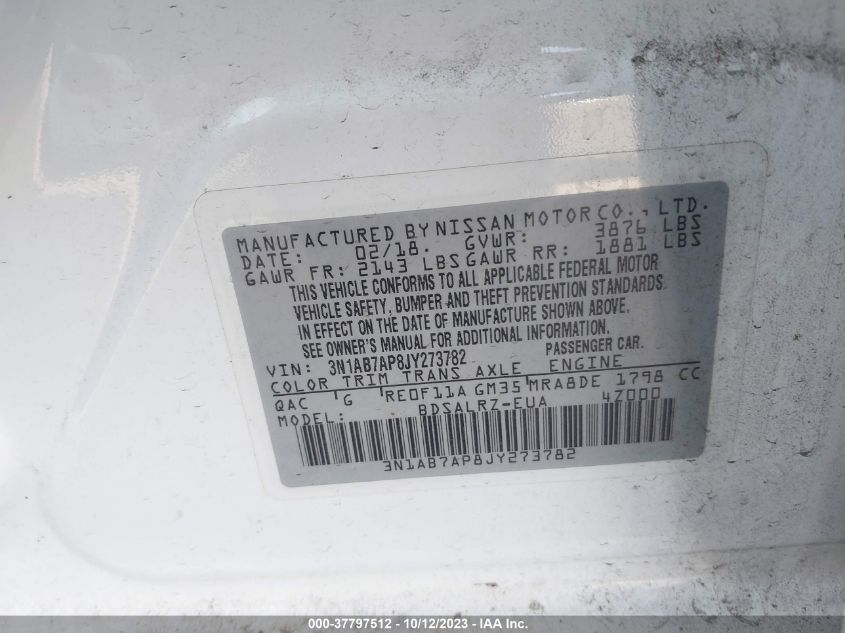 MANUFACTURED BY NISSAN MOTOR CO., LTD.
DATE: 02/18. GVWR: 3876 LBS
GAWR FR: 2143 LBS GAWR RR: 1881 LBS
THIS VEHICLE CONFORMS TO ALL APPLICABLE FEDERAL MOTOR
VEHICLE SAFETY, BUMPER AND THEFT PREVENTION STANDARDS
IN EFFECT ON THE DATE OF MANUFACTURE SHOWN ABOVE.
SEE OWNER'S MANUAL FOR ADDITIONAL INFORMATION.
VIN: 3N1AB7AP8JY273782 PASSENGER CAR.
COLOR TRIM TRANS AXLE ENGINE
QAC G RE0F11A GM35 MRA8DE 1798 CC
MODEL: BDSALRZ-EUA 4Z000
3N1AB7AP8JY273782
000-37797512 - 10/12/2023 - IAA Inc.